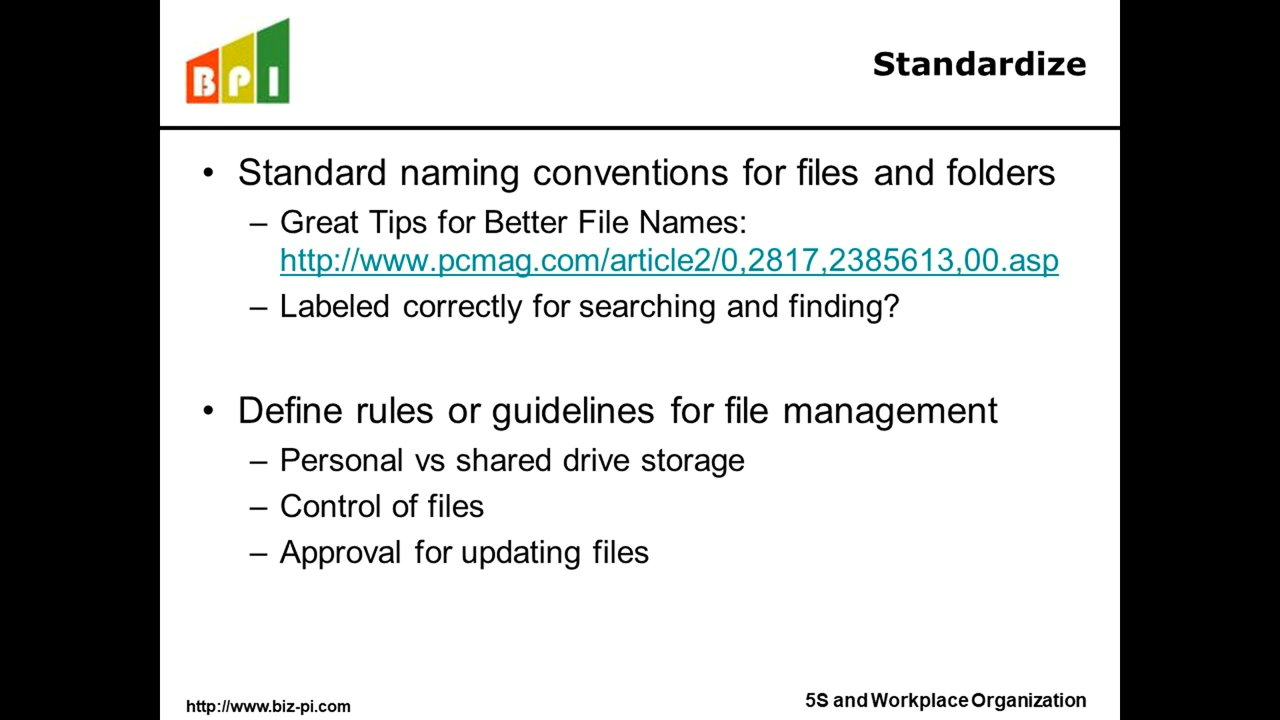 BPI
Standardize
• Standard naming conventions for files and folders
– Great Tips for Better File Names:
http://www.pcmag.com/article2/0,2817,2385613,00.asp
– Labeled correctly for searching and finding?
• Define rules or guidelines for file management
– Personal vs shared drive storage
– Control of files
– Approval for updating files
http://www.biz-pi.com
5S and Workplace Organization